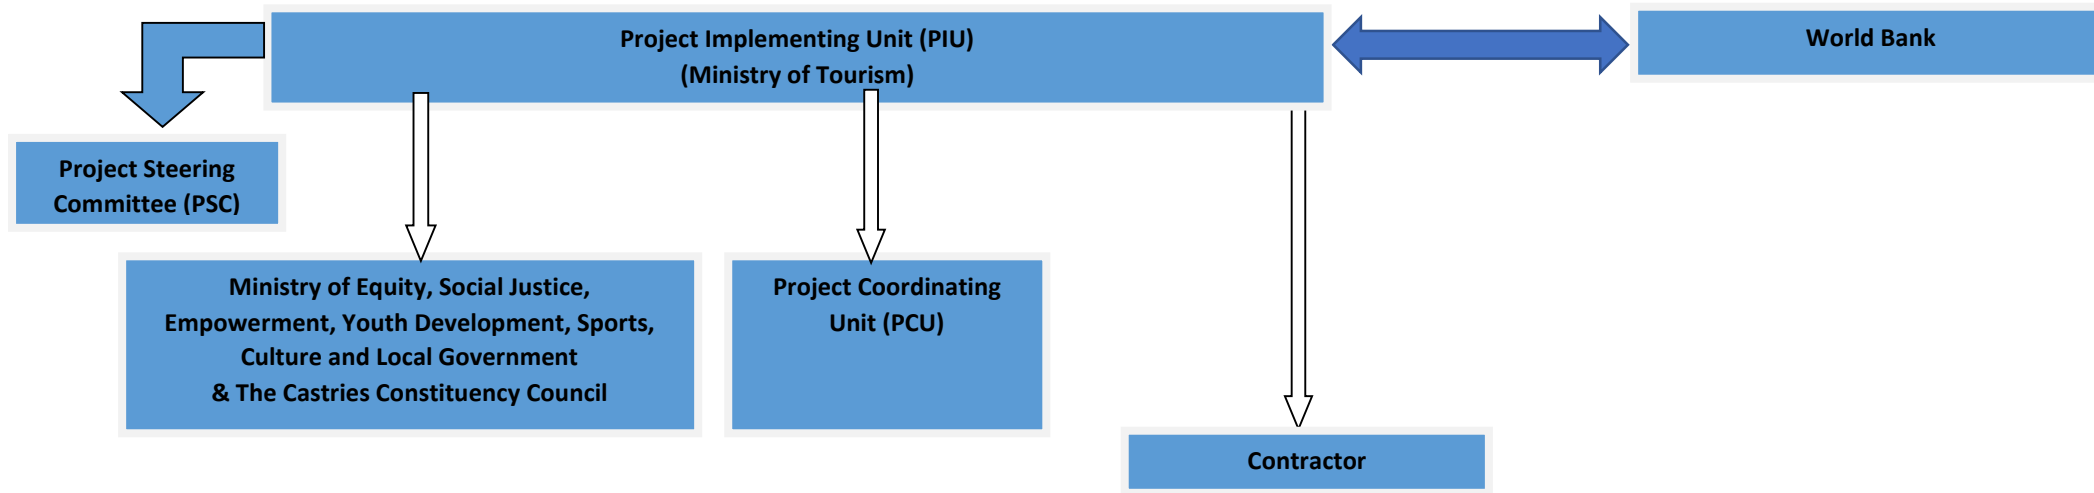 Project Implementing Unit (PIU)
(Ministry of Tourism)
World Bank
Project Steering
Committee (PSC)
Ministry of Equity, Social Justice,
Empowerment, Youth Development, Sports,
Culture and Local Government
& The Castries Constituency Council
Project Coordinating
Unit (PCU)
Contractor